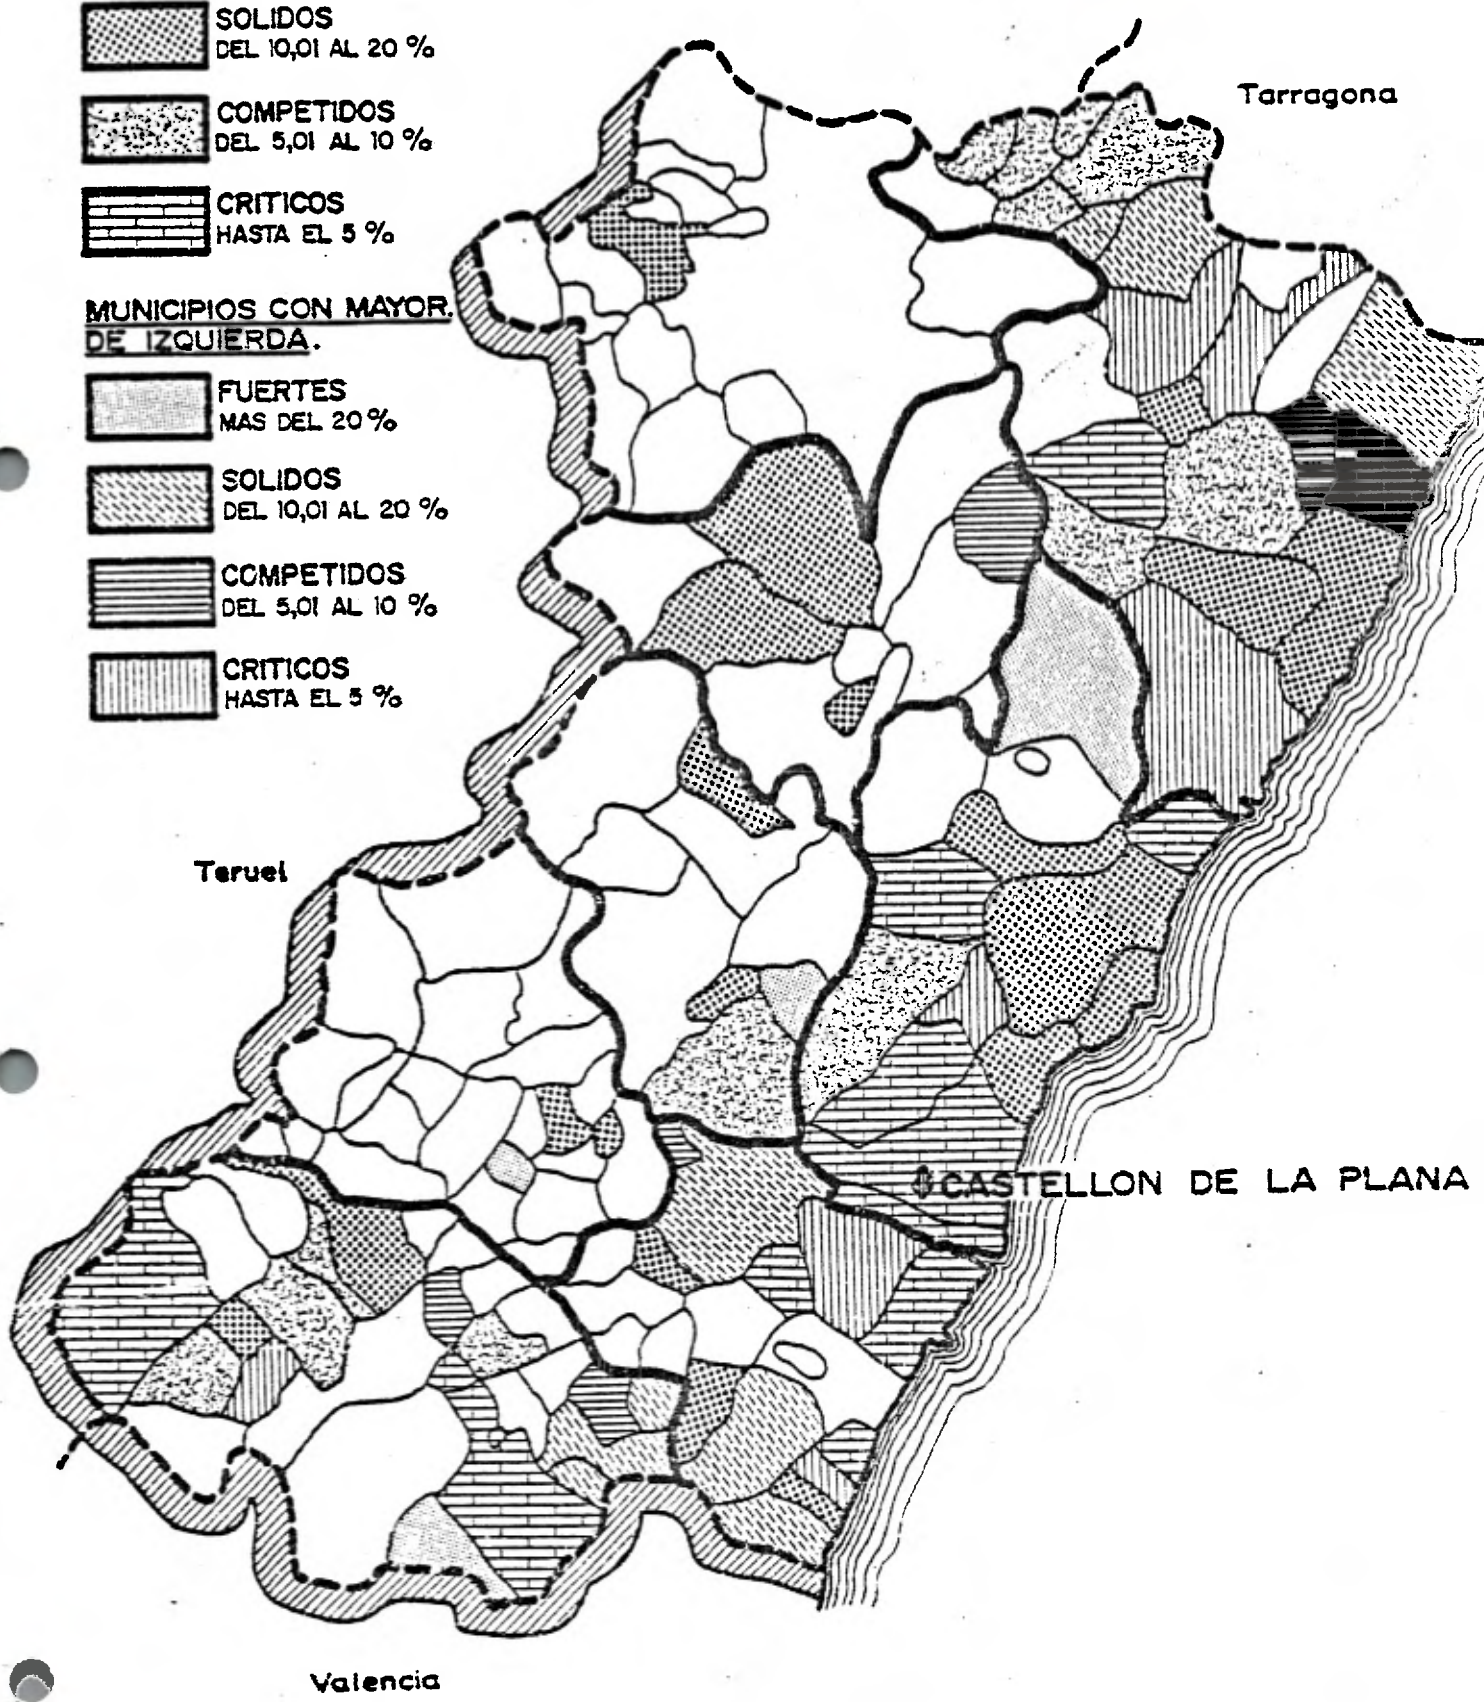 SOLIDOS
DEL 10,01 AL 20 %
COMPETIDOS
DEL 5,01 AL 10 %
CRITICOS
HASTA EL 5 %
MUNICIPIOS CON MAYOR.
DE IZQUIERDA.
FUERTES
MAS DEL 20 %
SOLIDOS
DEL 10,01 AL 20 %
COMPETIDOS
DEL 5,01 AL 10 %
CRITICOS
HASTA EL 5 %
Tarragona
Teruel
CASTELLON DE LA PLANA
Valencia